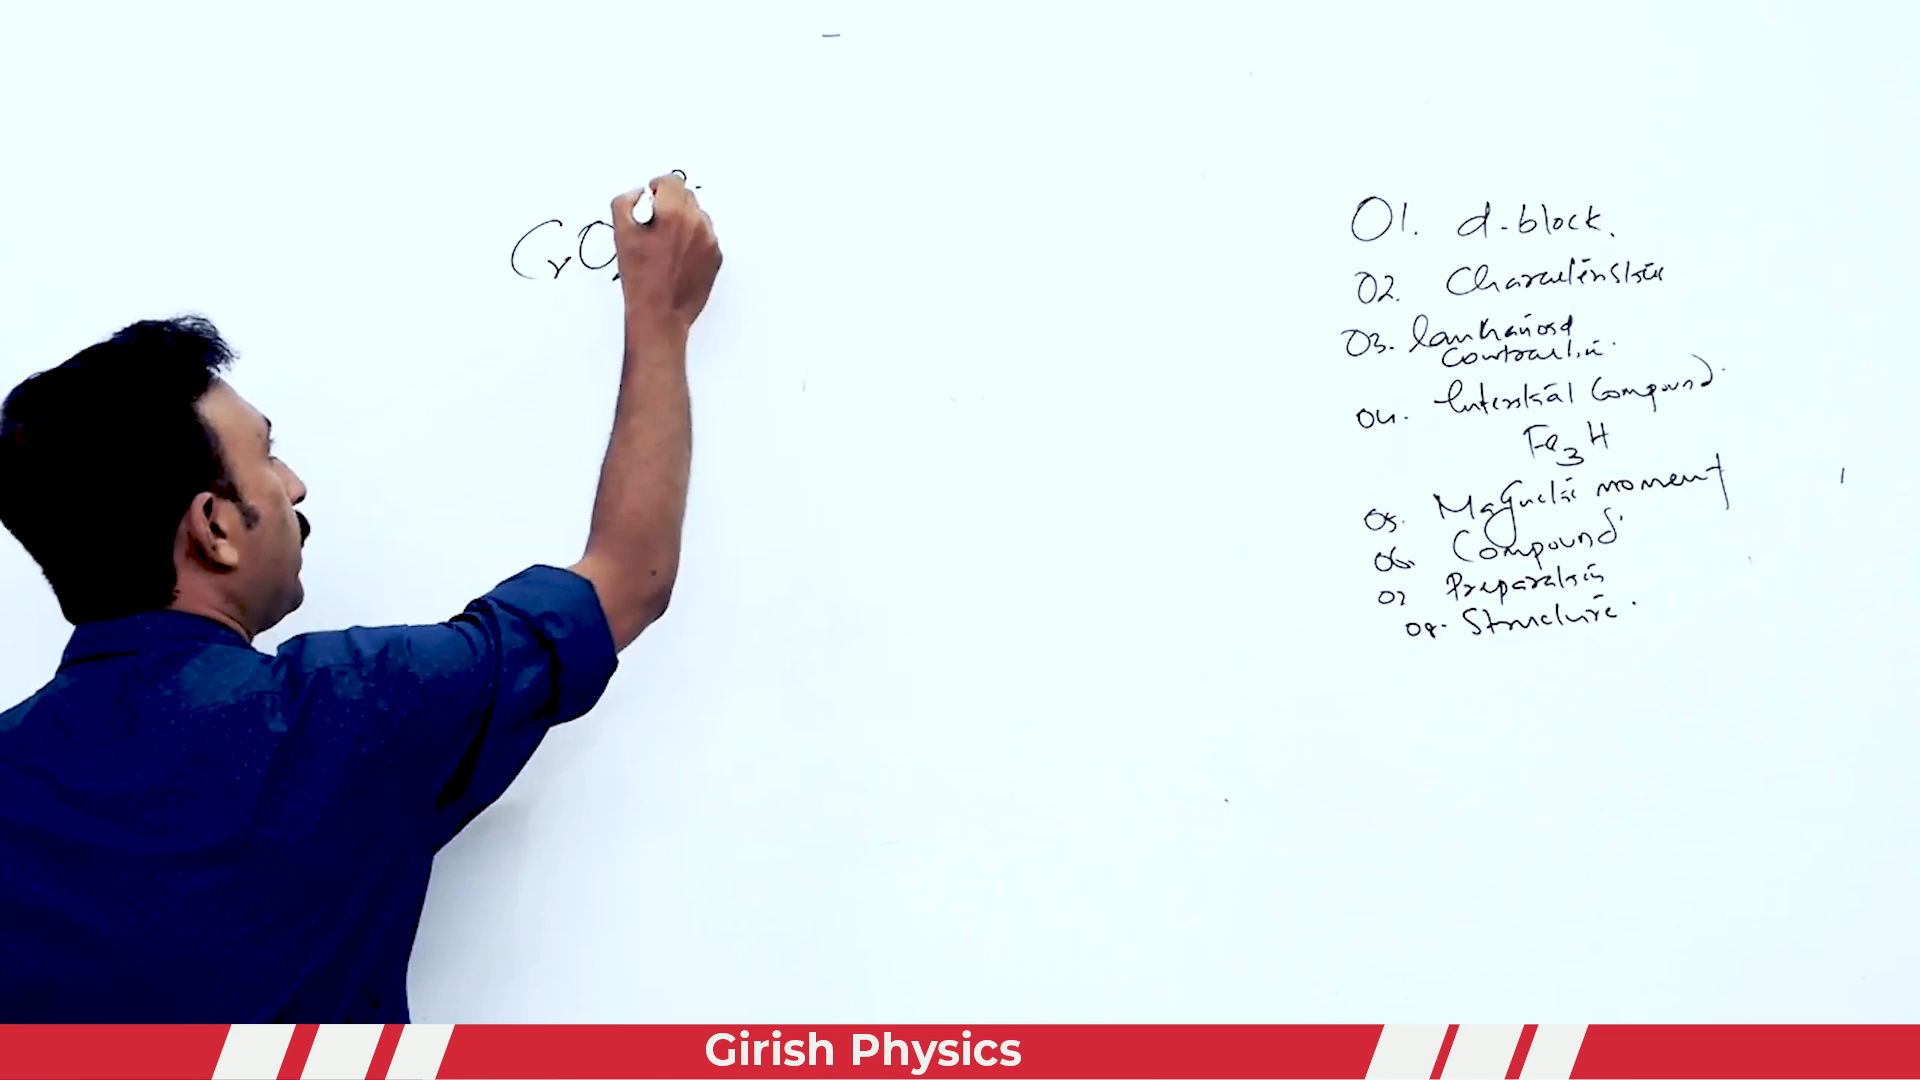 CrO
01. d-block.
02. Characteristics
03. lanthanoid
contraction.
04. Interstitial Compound.
Fe3H
05. Magnetic moment
06. Compound.
07 Preparation
08. Structure.
Girish Physics